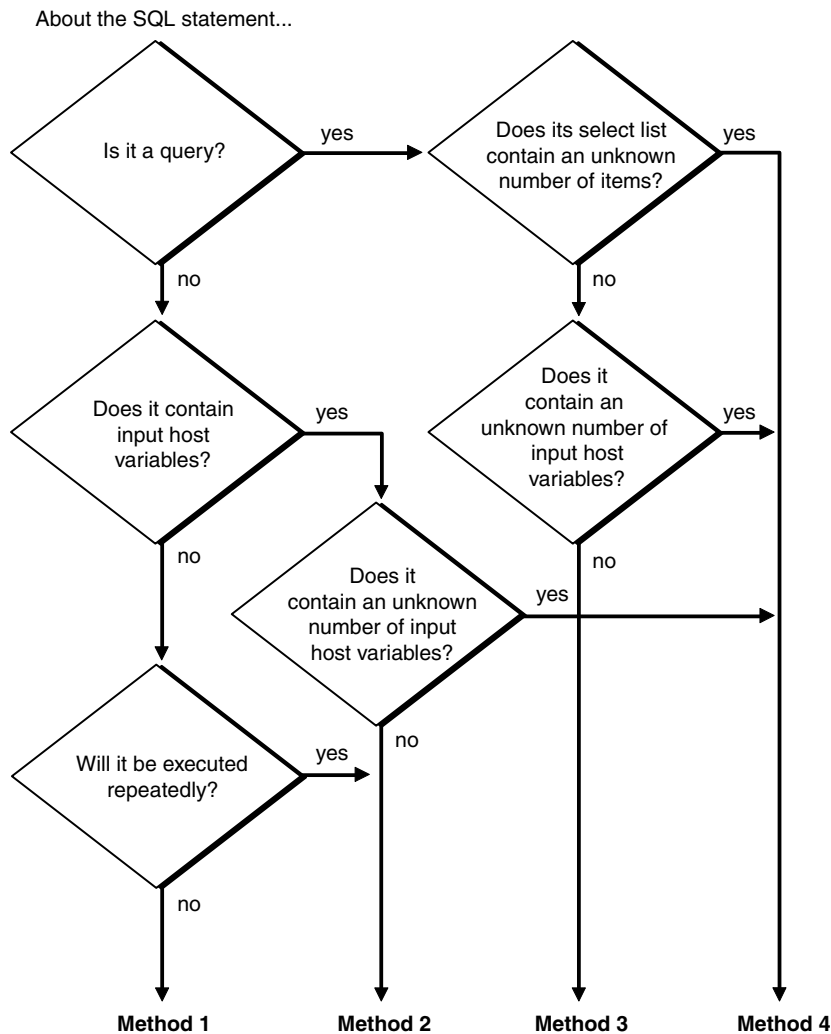 About the SQL statement...
Is it a query?
yes
no
Does its select list
contain an unknown
number of items?
yes
no
Does it contain
input host
variables?
yes
no
Does it
contain an
unknown number of
input host
variables?
yes
no
Does it
contain an unknown
number of input
host variables?
yes
no
Will it be executed
repeatedly?
yes
no
Method 1
Method 2
Method 3
Method 4